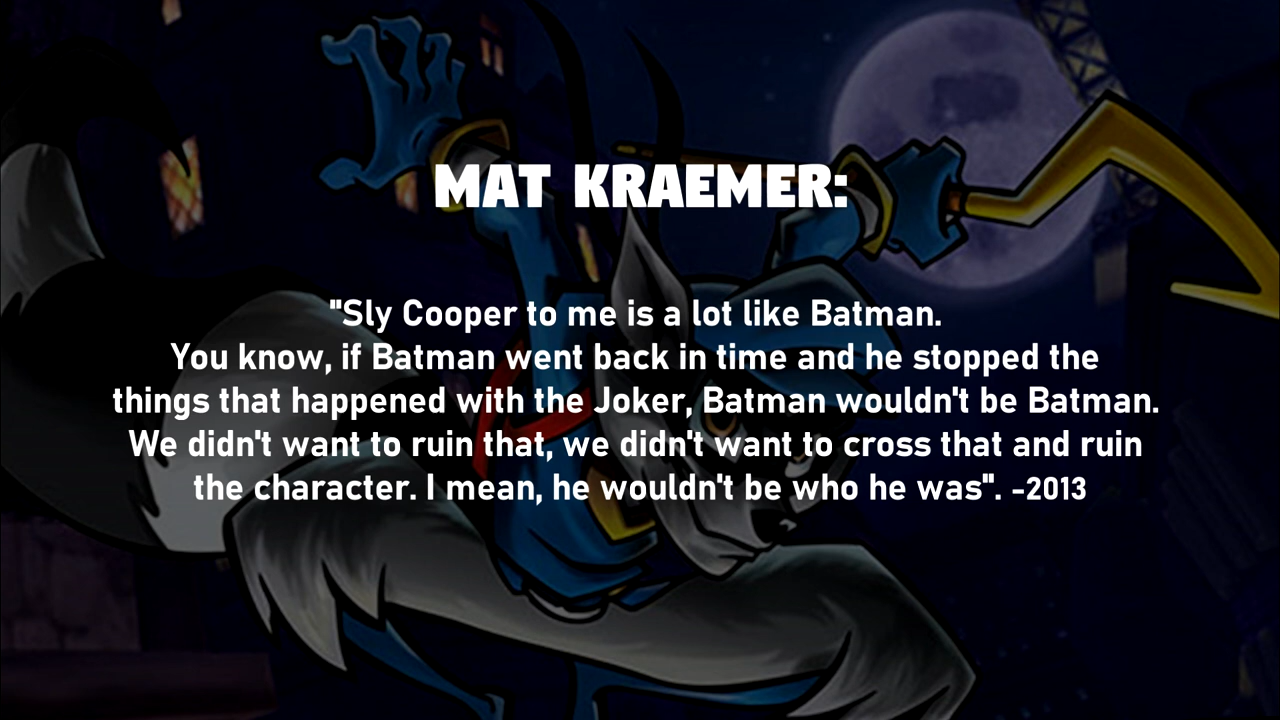 MAT KRAEMER:
"Sly Cooper to me is a lot like Batman.
You know, if Batman went back in time and he stopped the
things that happened with the Joker, Batman wouldn't be Batman.
We didn't want to ruin that, we didn't want to cross that and ruin
the character. I mean, he wouldn't be who he was". -2013